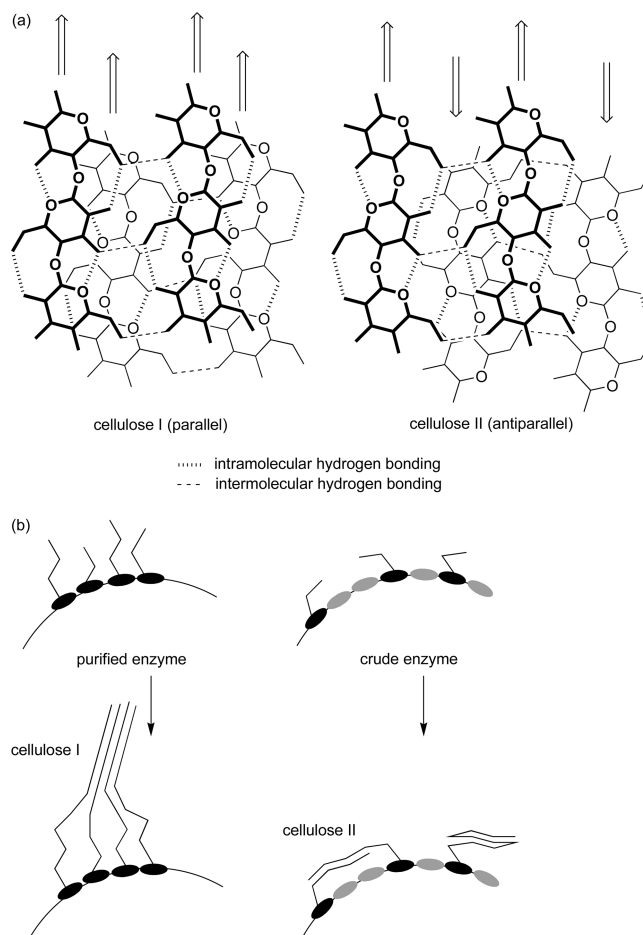 (a)
cellulose I (parallel)
cellulose II (antiparallel)
intramolecular hydrogen bonding
intermolecular hydrogen bonding
(b)
purified enzyme
crude enzyme
cellulose I
cellulose II